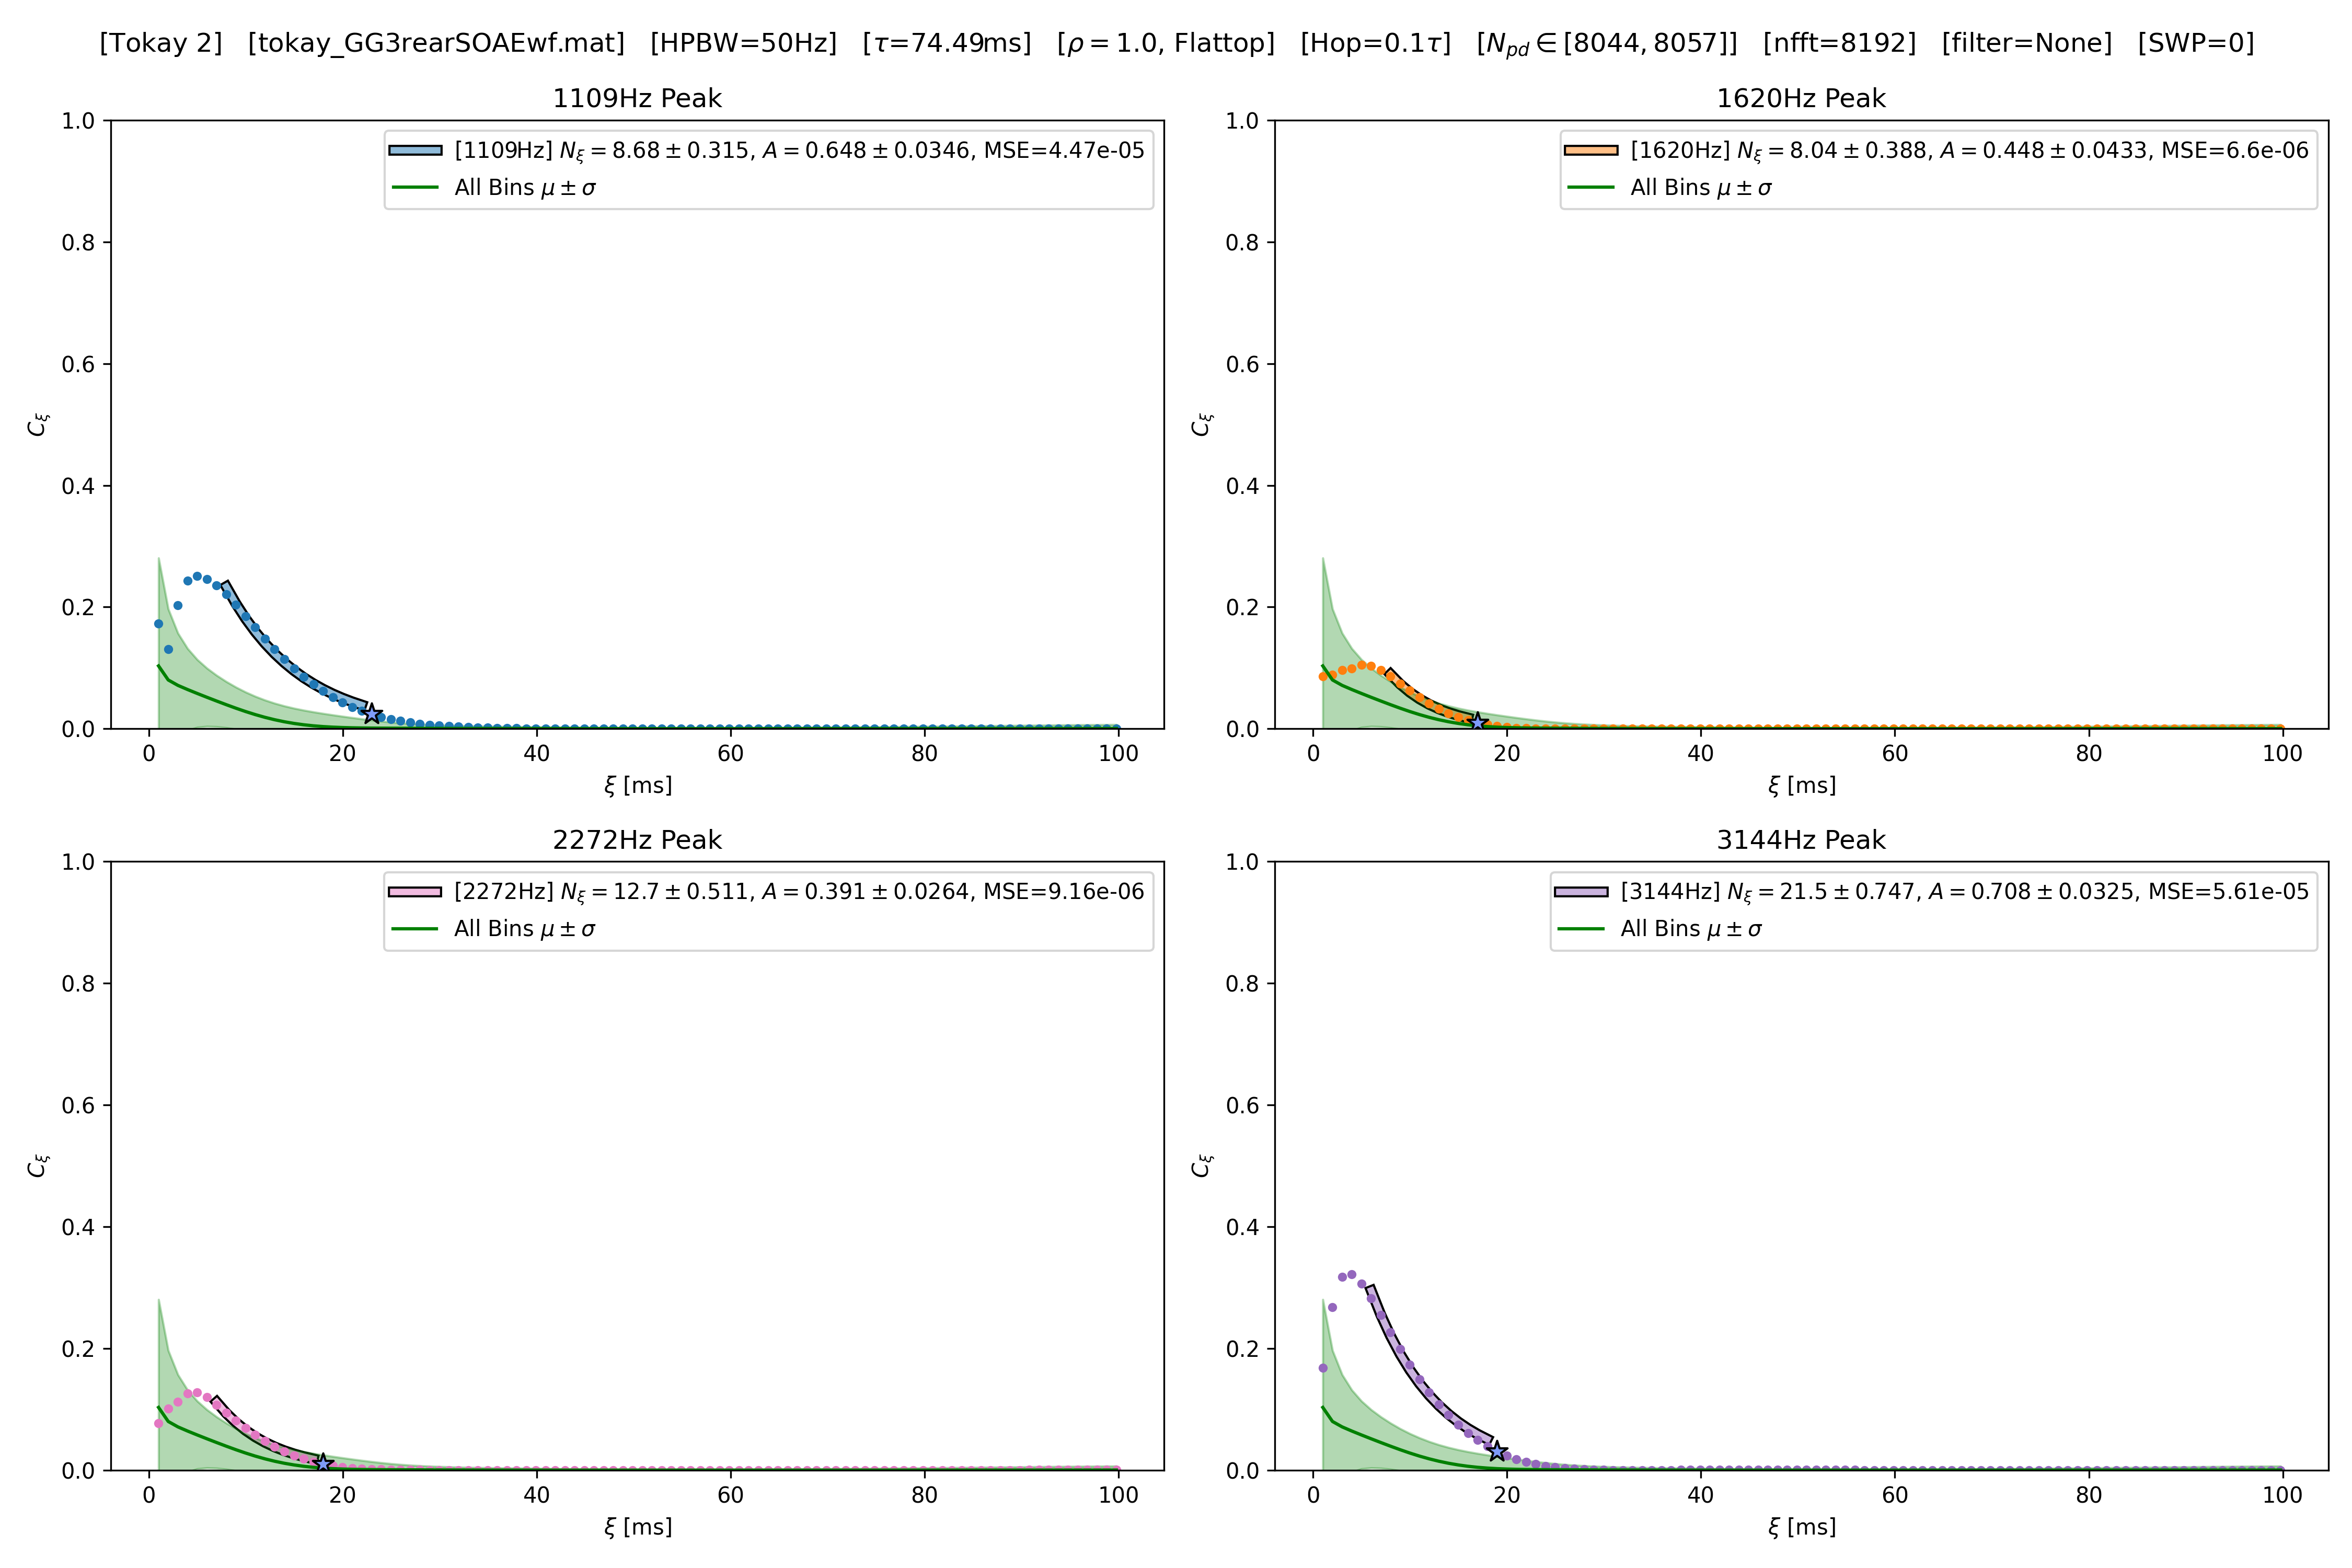 [Tokay 2] [tokay_GG3rearSOAEwf.mat] [HPBW=50Hz] [τ=74.49ms] [ρ = 1.0, Flattop] [Hop=0.1τ] [N_pd ∈ [8044, 8057]] [nfft=8192] [filter=None] [SWP=0]
1109Hz Peak
[1109Hz] N_ξ = 8.68 ± 0.315, A = 0.648 ± 0.0346, MSE=4.47e-05
All Bins μ ± σ
1.0
0.8
0.6
0.4
0.2
0.0
C_ξ
0 20 40 60 80 100
ξ [ms]
1620Hz Peak
[1620Hz] N_ξ = 8.04 ± 0.388, A = 0.448 ± 0.0433, MSE=6.6e-06
All Bins μ ± σ
1.0
0.8
0.6
0.4
0.2
0.0
C_ξ
0 20 40 60 80 100
ξ [ms]
2272Hz Peak
[2272Hz] N_ξ = 12.7 ± 0.511, A = 0.391 ± 0.0264, MSE=9.16e-06
All Bins μ ± σ
1.0
0.8
0.6
0.4
0.2
0.0
C_ξ
0 20 40 60 80 100
ξ [ms]
3144Hz Peak
[3144Hz] N_ξ = 21.5 ± 0.747, A = 0.708 ± 0.0325, MSE=5.61e-05
All Bins μ ± σ
1.0
0.8
0.6
0.4
0.2
0.0
C_ξ
0 20 40 60 80 100
ξ [ms]